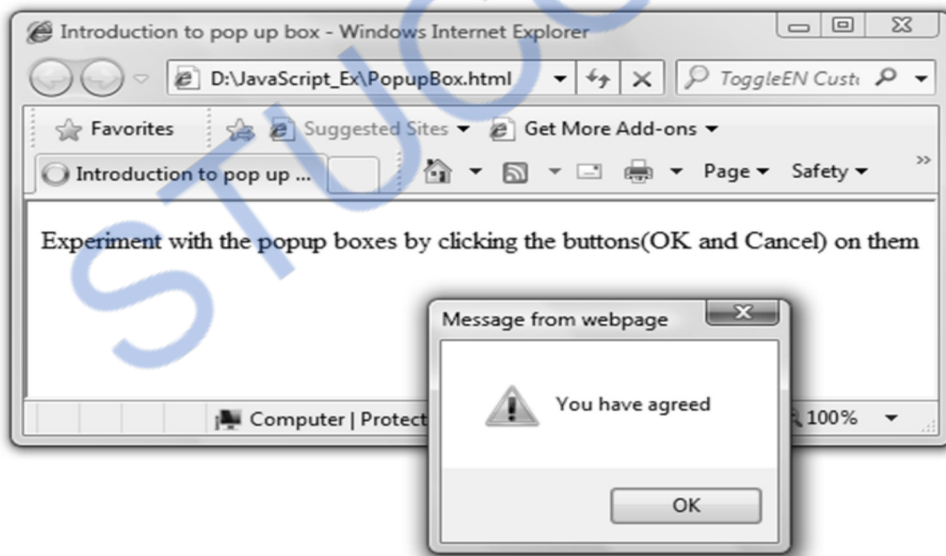 STUCO
Introduction to pop up box - Windows Internet Explorer
D:\JavaScript_Ex\PopupBox.html ToggleEN Custo
Favorites Suggested Sites Get More Add-ons
Introduction to pop up ... Page Safety »
Experiment with the popup boxes by clicking the buttons(OK and Cancel) on them
Message from webpage
You have agreed
Computer | Protect 100%
OK